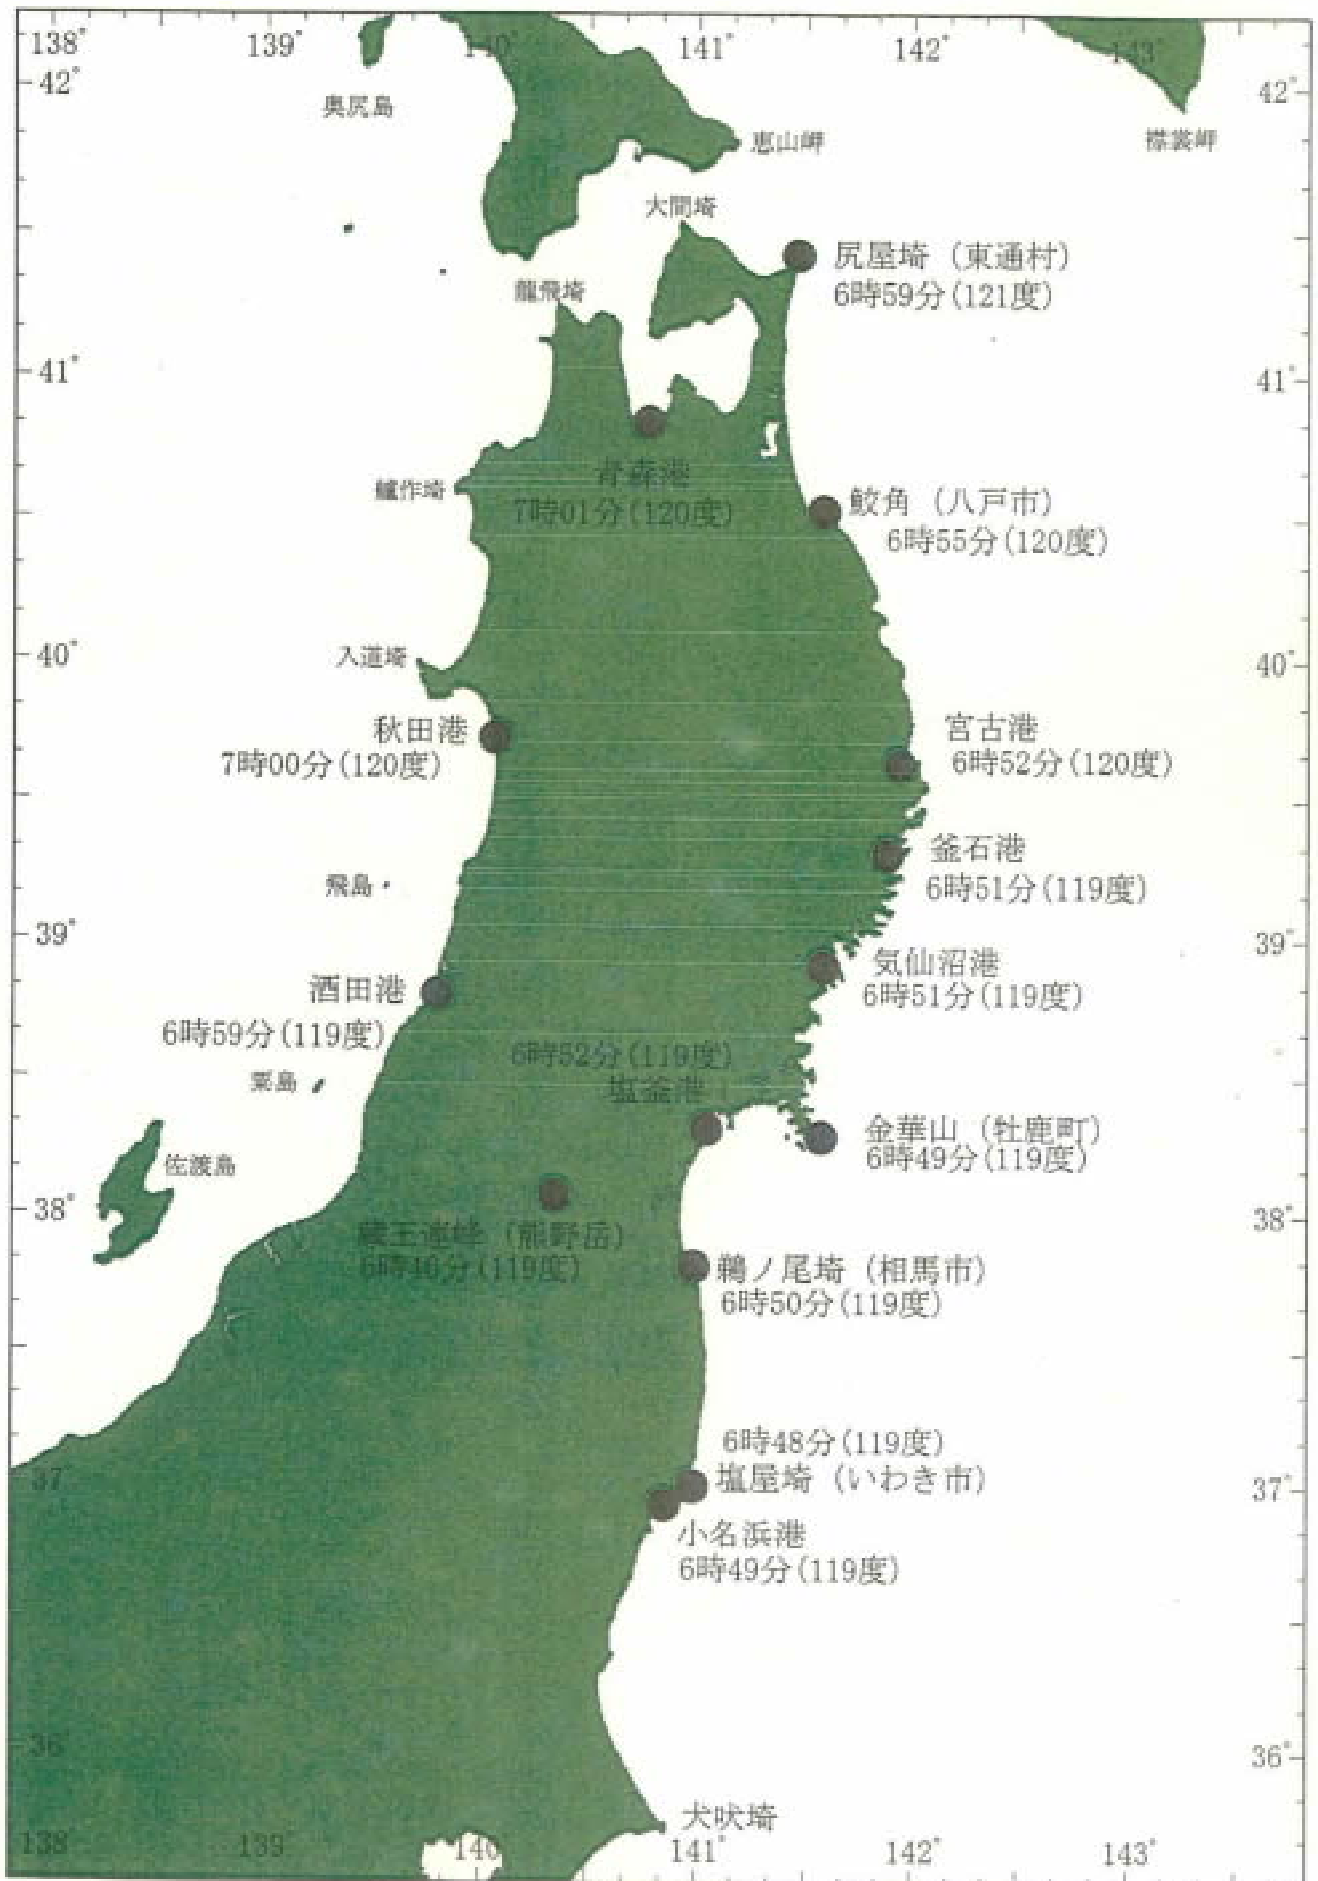 138°
139°
140°
141°
142°
143°
42°
42°
奥尻島
恵山岬
襟裳岬
大間埼
尻屋埼（東通村）
6時59分(121度)
龍飛埼
41°
41°
青森港
7時01分(120度)
艫作埼
鮫角（八戸市）
6時55分(120度)
入道埼
40°
40°
秋田港
7時00分(120度)
宮古港
6時52分(120度)
釜石港
6時51分(119度)
飛島
39°
39°
気仙沼港
6時51分(119度)
酒田港
6時59分(119度)
6時52分(119度)
塩釜港
粟島
金華山（牡鹿町）
6時49分(119度)
佐渡島
38°
38°
蔵王連峰（熊野岳）
6時46分(119度)
鵜ノ尾埼（相馬市）
6時50分(119度)
6時48分(119度)
塩屋埼（いわき市）
37°
37°
小名浜港
6時49分(119度)
36°
36°
犬吠埼
138°
139°
140°
141°
142°
143°